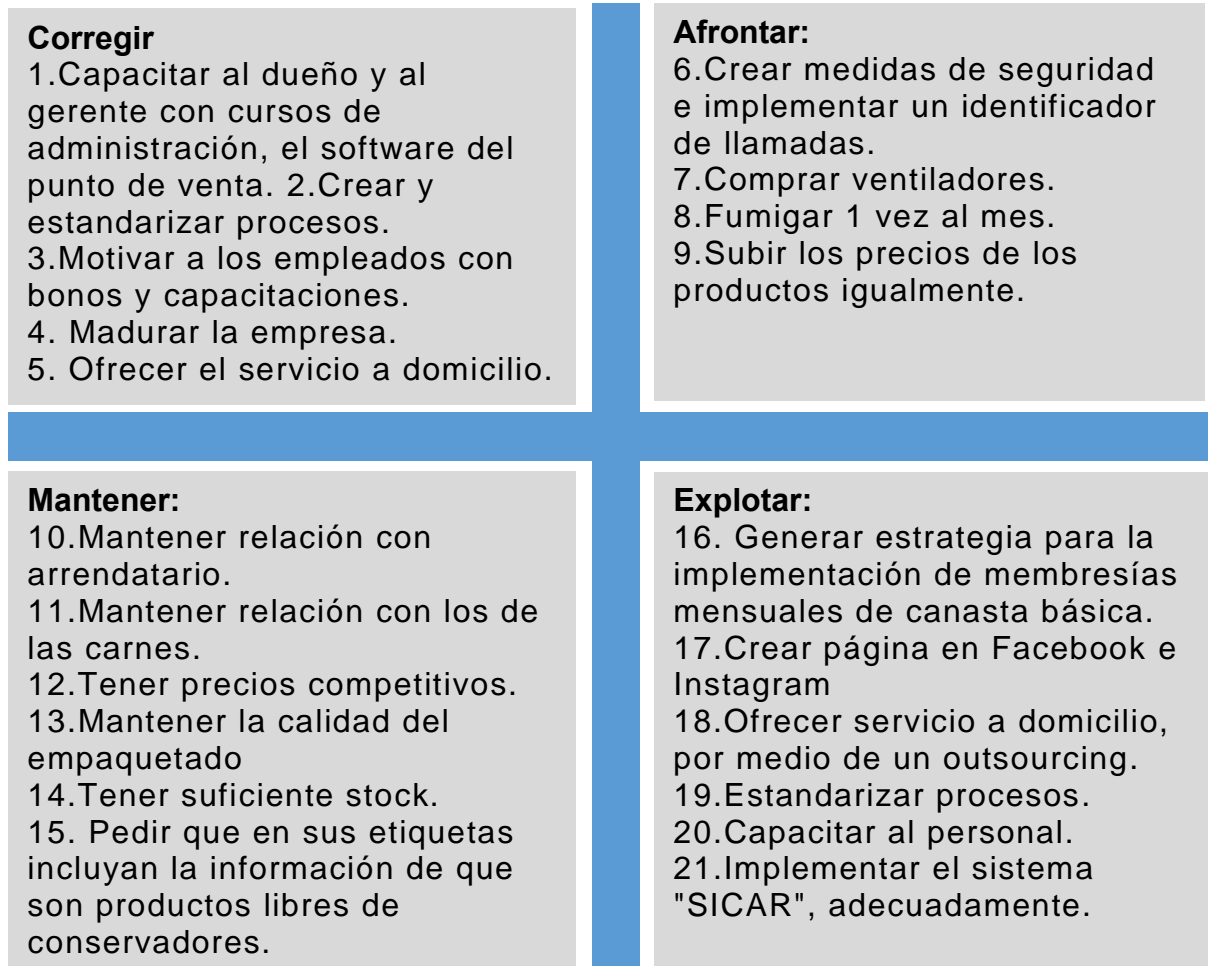 Corregir
1.Capacitar al dueño y al
gerente con cursos de
administración, el software del
punto de venta. 2.Crear y
estandarizar procesos.
3.Motivar a los empleados con
bonos y capacitaciones.
4. Madurar la empresa.
5. Ofrecer el servicio a domicilio.
Afrontar:
6.Crear medidas de seguridad
e implementar un identificador
de llamadas.
7.Comprar ventiladores.
8.Fumigar 1 vez al mes.
9.Subir los precios de los
productos igualmente.
Mantener:
10.Mantener relación con
arrendatario.
11.Mantener relación con los de
las carnes.
12.Tener precios competitivos.
13.Mantener la calidad del
empaquetado
14.Tener suficiente stock.
15. Pedir que en sus etiquetas
incluyan la información de que
son productos libres de
conservadores.
Explotar:
16. Generar estrategia para la
implementación de membresías
mensuales de canasta básica.
17.Crear página en Facebook e
Instagram
18.Ofrecer servicio a domicilio,
por medio de un outsourcing.
19.Estandarizar procesos.
20.Capacitar al personal.
21.Implementar el sistema
"SICAR", adecuadamente.